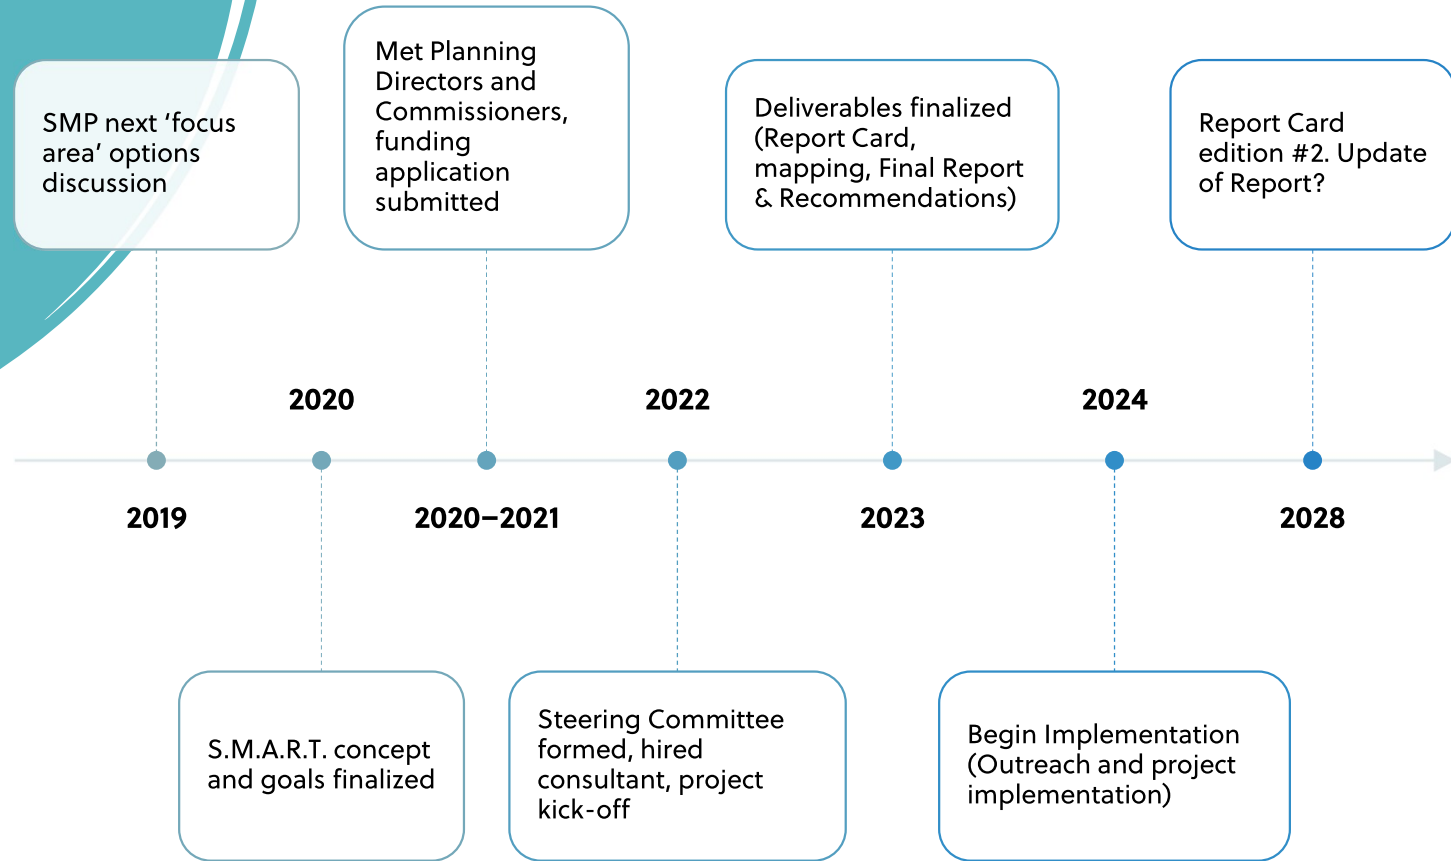 SMP next ‘focus
area’ options
discussion
2019
2020
S.M.A.R.T. concept
and goals finalized
Met Planning
Directors and
Commissioners,
funding
application
submitted
2020–2021
2022
Steering Committee
formed, hired
consultant, project
kick-off
Deliverables finalized
(Report Card,
mapping, Final Report
& Recommendations)
2023
2024
Begin Implementation
(Outreach and project
implementation)
Report Card
edition #2. Update
of Report?
2028